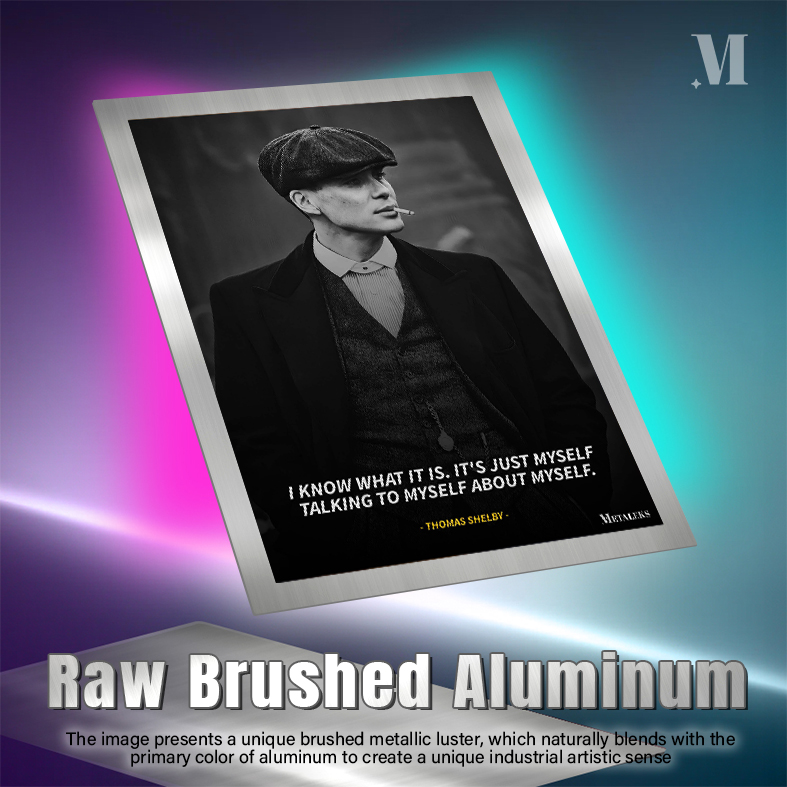 M
I KNOW WHAT IT IS. IT'S JUST MYSELF
TALKING TO MYSELF ABOUT MYSELF.
- THOMAS SHELBY -
METALEKS
Raw Brushed Aluminum
The image presents a unique brushed metallic luster, which naturally blends with the
primary color of aluminum to create a unique industrial artistic sense